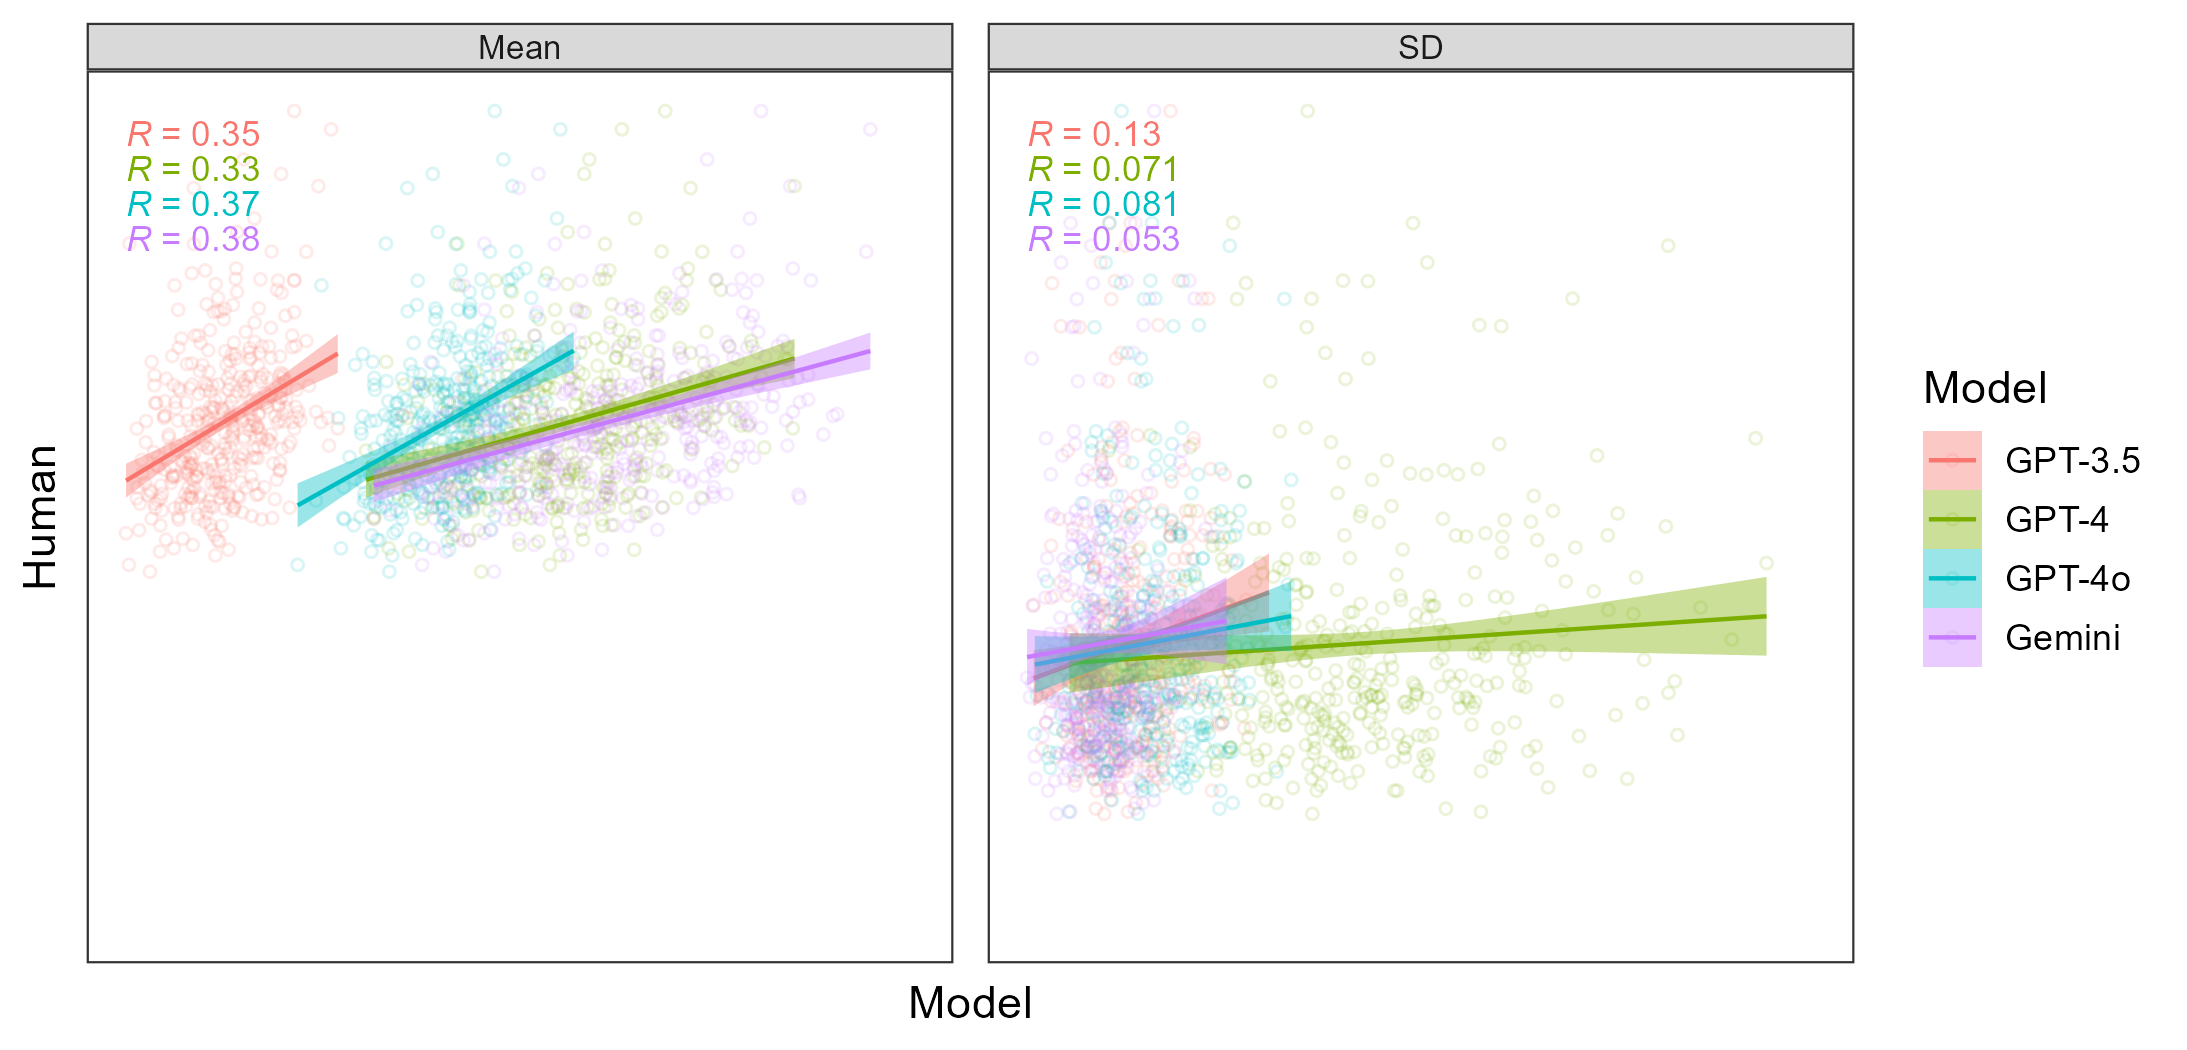 Mean
SD
R = 0.35
R = 0.33
R = 0.37
R = 0.38
R = 0.13
R = 0.071
R = 0.081
R = 0.053
Human
Model
Model
GPT-3.5
GPT-4
GPT-4o
Gemini